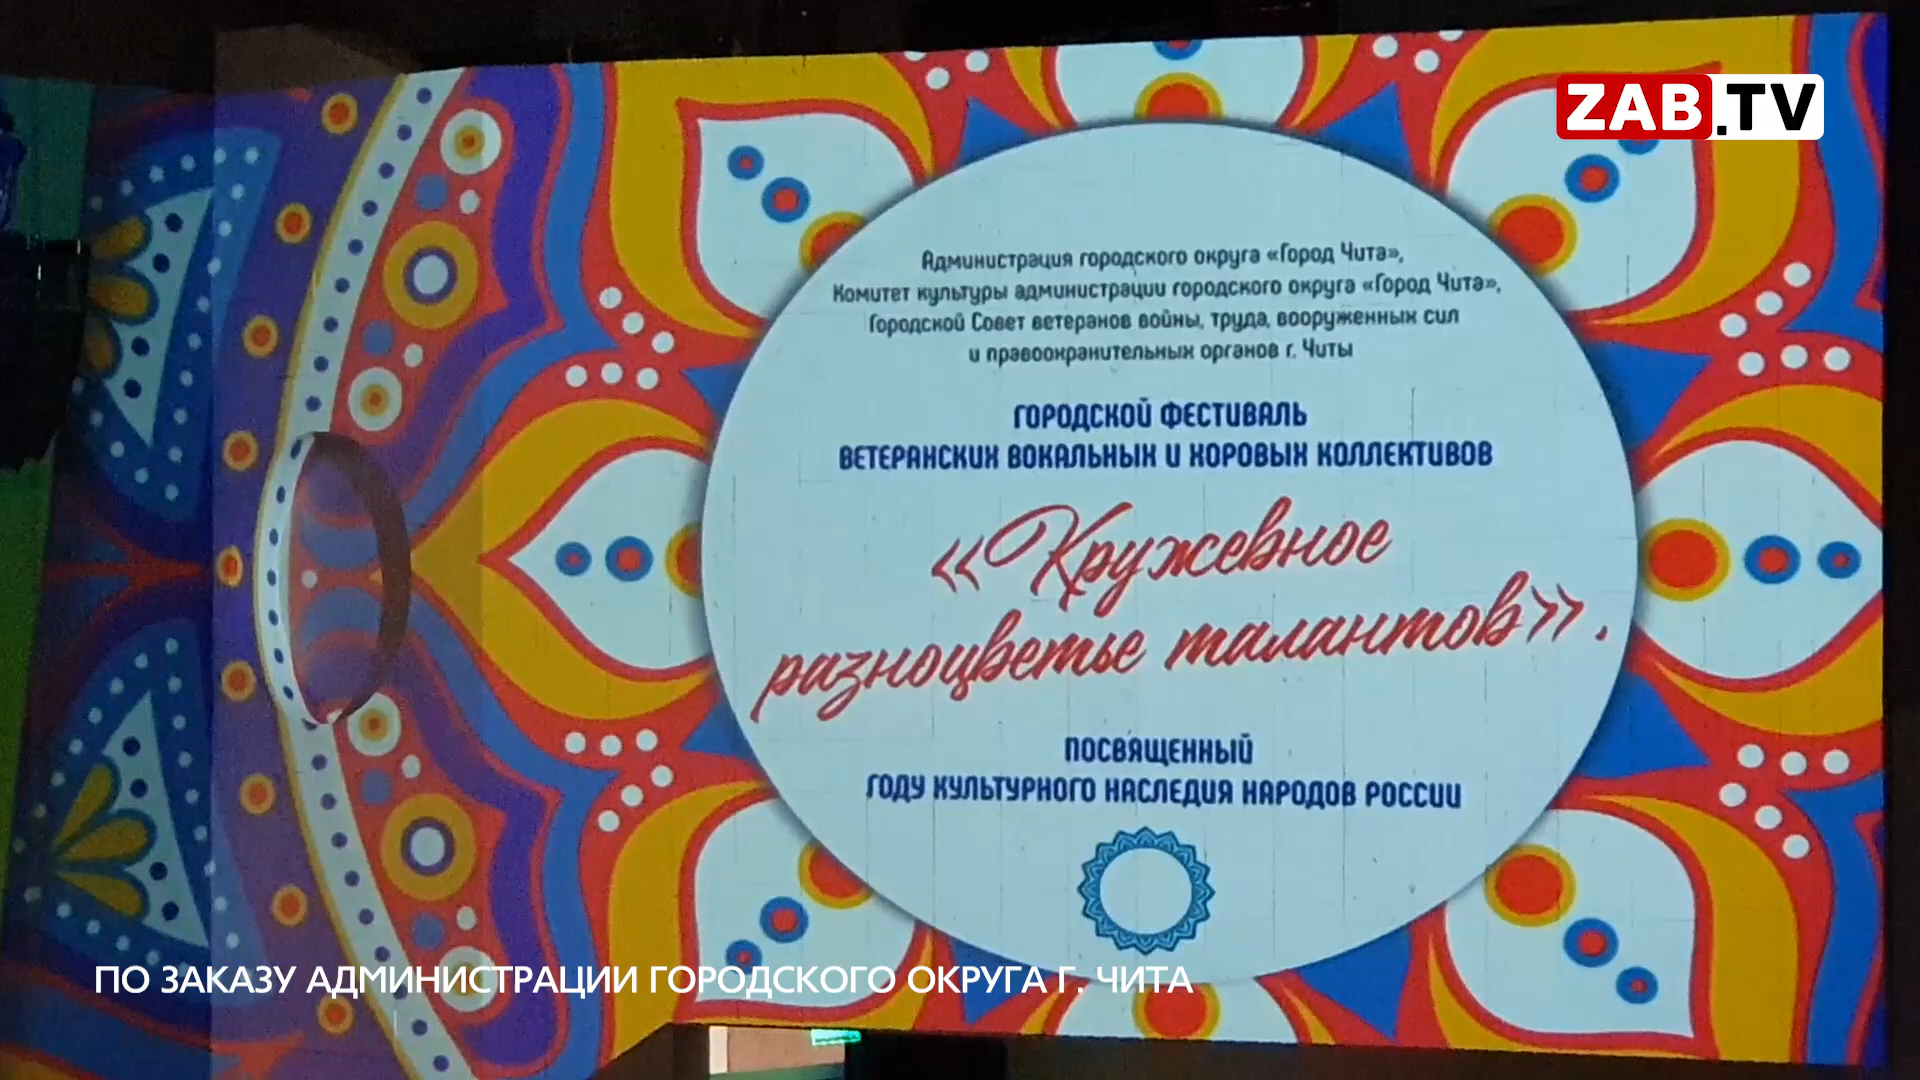 ZAB.TV
Администрация городского округа «Город Чита»,
Комитет культуры администрации городского округа «Город Чита»,
Городской Совет ветеранов войны, труда, вооруженных сил
и правоохранительных органов г. Читы
ГОРОДСКОЙ ФЕСТИВАЛЬ
ВЕТЕРАНСКИХ ВОКАЛЬНЫХ И ХОРОВЫХ КОЛЛЕКТИВОВ
«Кружевное
разноцветье талантов».
ПОСВЯЩЕННЫЙ
ГОДУ КУЛЬТУРНОГО НАСЛЕДИЯ НАРОДОВ РОССИИ
ПО ЗАКАЗУ АДМИНИСТРАЦИИ ГОРОДСКОГО ОКРУГА Г. ЧИТА